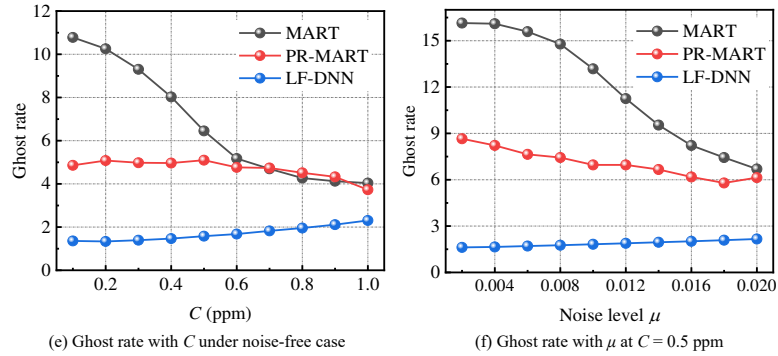 12
10
8
6
4
2
0
Ghost rate
MART
PR-MART
LF-DNN
0.2 0.4 0.6 0.8 1.0
C (ppm)
(e) Ghost rate with C under noise-free case
15
12
9
6
3
0
Ghost rate
MART
PR-MART
LF-DNN
0.004 0.008 0.012 0.016 0.020
Noise level μ
(f) Ghost rate with μ at C = 0.5 ppm